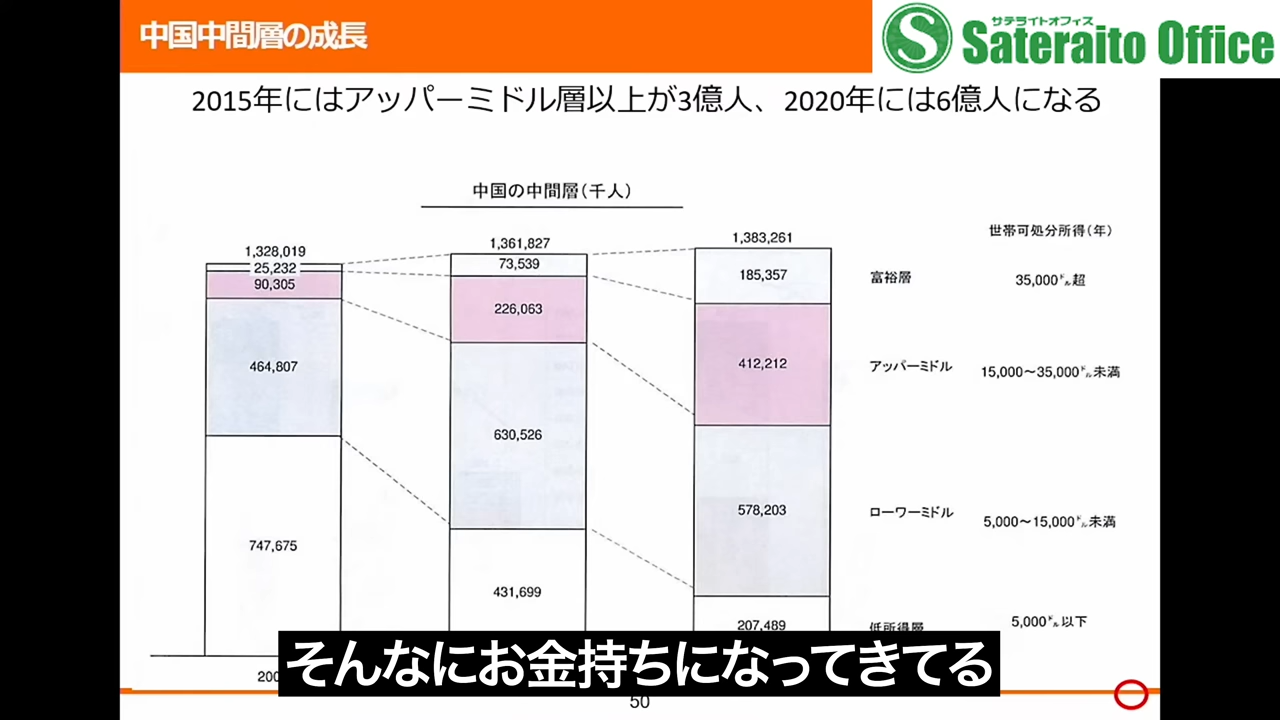 中国中間層の成長
サテライトオフィス
S Sateraito Office
2015年にはアッパーミドル層以上が3億人、2020年には6億人になる
中国の中間層(千人)
世帯可処分所得(年)
1,328,019
1,361,827
1,383,261
25,232
73,539
185,357
富裕層
35,000㌦超
90,305
226,063
412,212
アッパーミドル
15,000〜35,000㌦未満
464,807
630,526
578,203
ローワーミドル
5,000〜15,000㌦未満
747,675
431,699
207,489
低所得層
5,000㌦以下
そんなにお金持ちになってきてる
50